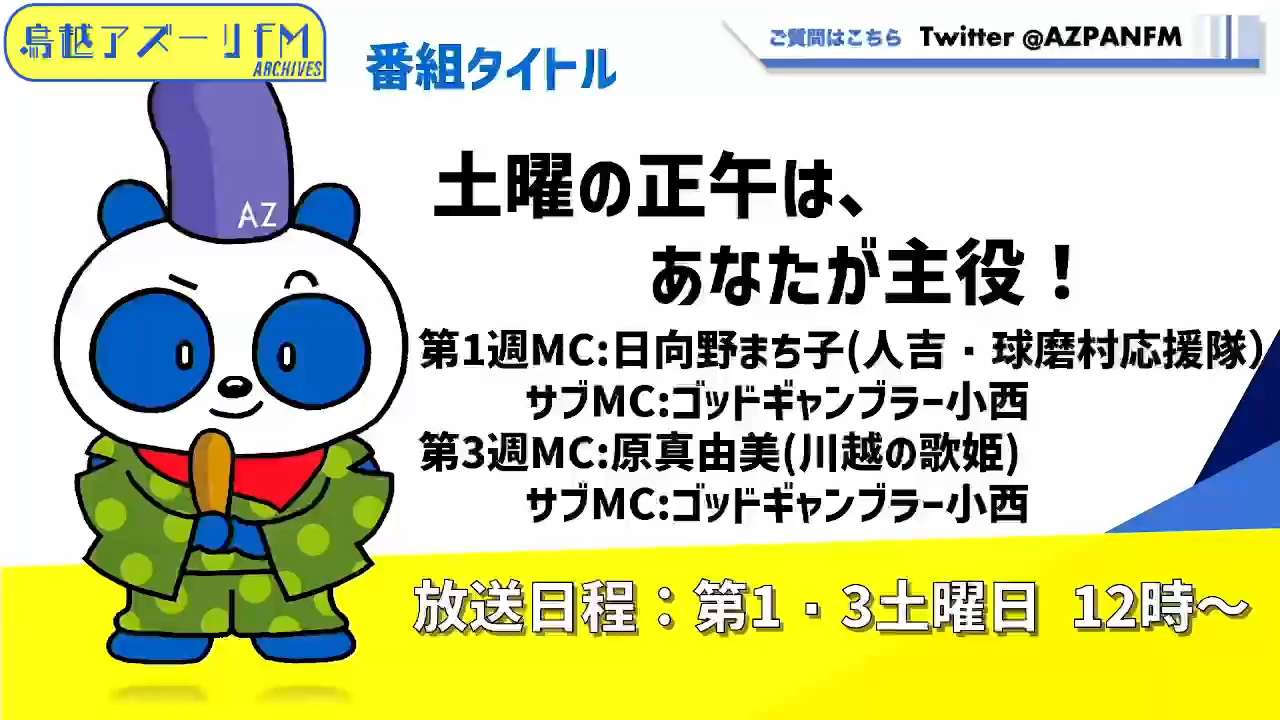 鳥越アズーリFM
ARCHIVES
ご質問はこちら Twitter @AZPANFM
番組タイトル
AZ
土曜の正午は、
あなたが主役！
第1週MC:日向野まち子(人吉・球磨村応援隊)
サブMC:ゴッドギャンブラー小西
第3週MC:原真由美(川越の歌姫)
サブMC:ゴッドギャンブラー小西
放送日程：第1・3土曜日 12時～